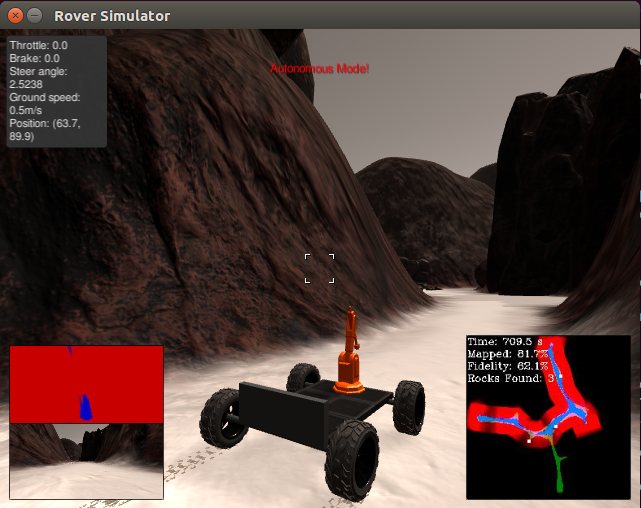 Rover Simulator
Throttle: 0.0
Brake: 0.0
Steer angle:
2.5238
Ground speed:
0.5m/s
Position: (63.7,
89.9)
Autonomous Mode!
Time: 709.5 s
Mapped: 81.7%
Fidelity: 62.1%
Rocks Found: 3